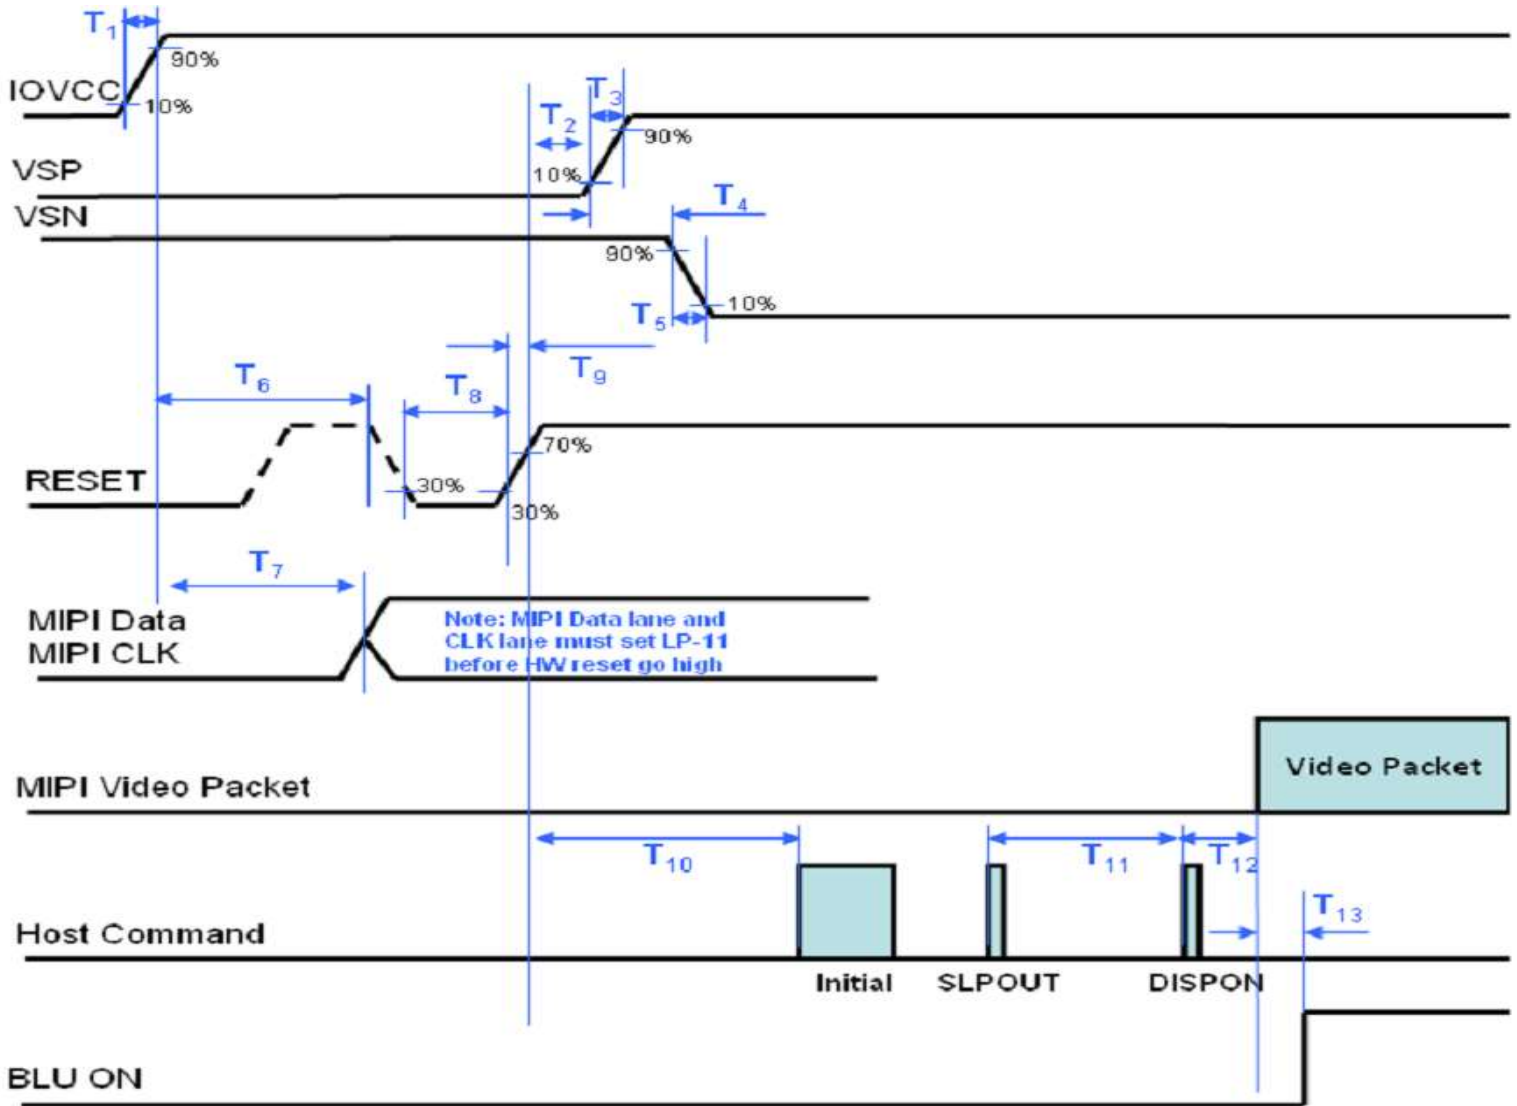 T1
90%
IOVCC
10%
T3
T2
90%
VSP
10%
VSN
T4
90%
10%
T5
T9
T6
T8
70%
RESET
30%
30%
T7
MIPI Data
MIPI CLK
Note: MIPI Data lane and
CLK lane must set LP-11
before HW reset go high
Video Packet
MIPI Video Packet
T10
T11
T12
T13
Host Command
Initial
SLPOUT
DISPON
BLU ON